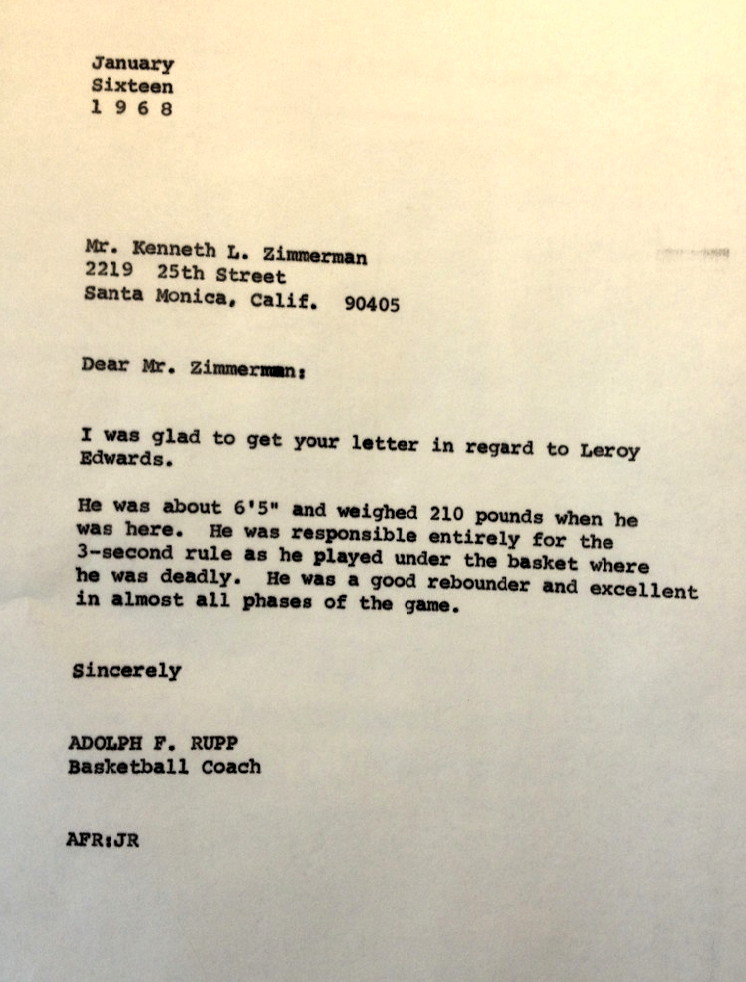 January
Sixteen
1 9 6 8
Mr. Kenneth L. Zimmerman
2219 25th Street
Santa Monica, Calif. 90405
Dear Mr. Zimmerman:
I was glad to get your letter in regard to Leroy
Edwards.
He was about 6'5" and weighed 210 pounds when he
was here. He was responsible entirely for the
3-second rule as he played under the basket where
he was deadly. He was a good rebounder and excellent
in almost all phases of the game.
Sincerely
ADOLPH F. RUPP
Basketball Coach
AFR:JR